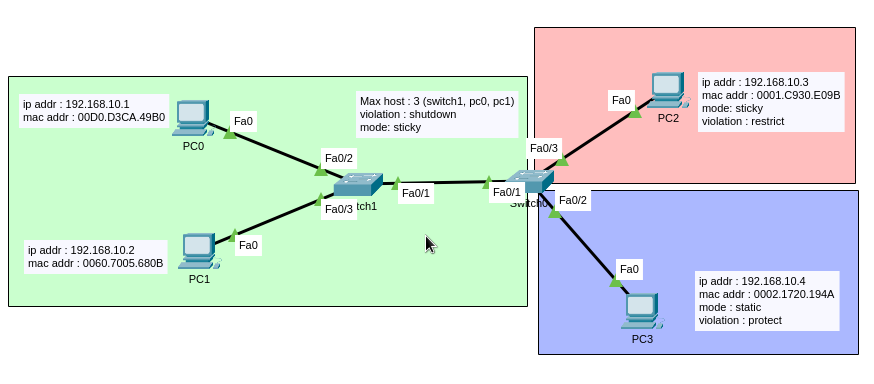 ip addr : 192.168.10.1
mac addr : 00D0.D3CA.49B0
PC0
Fa0
Fa0/2
Max host : 3 (switch1, pc0, pc1)
violation : shutdown
mode: sticky
tch1
Fa0/1
Fa0/3
ip addr : 192.168.10.2
mac addr : 0060.7005.680B
PC1
Fa0
Fa0/1
Switch0
Fa0/3
Fa0/2
Fa0
PC2
ip addr : 192.168.10.3
mac addr : 0001.C930.E09B
mode: sticky
violation : restrict
Fa0
PC3
ip addr : 192.168.10.4
mac addr : 0002.1720.194A
mode : static
violation : protect